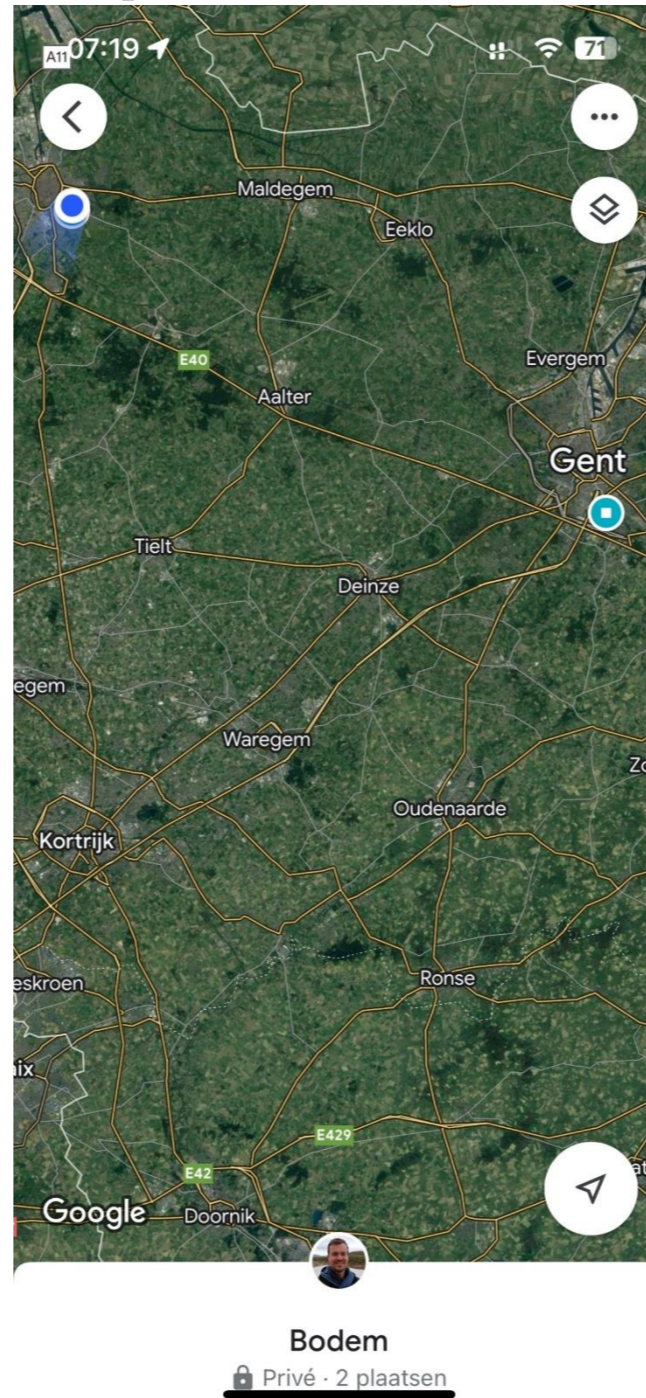 A11
07:19
71
Maldegem
Eeklo
Evergem
E40
Aalter
Gent
Tielt
Deinze
egem
Waregem
Zo
Oudenaarde
Kortrijk
eskroen
Ronse
ix
E429
E42
at
Google
Doornik
Bodem
Privé · 2 plaatsen